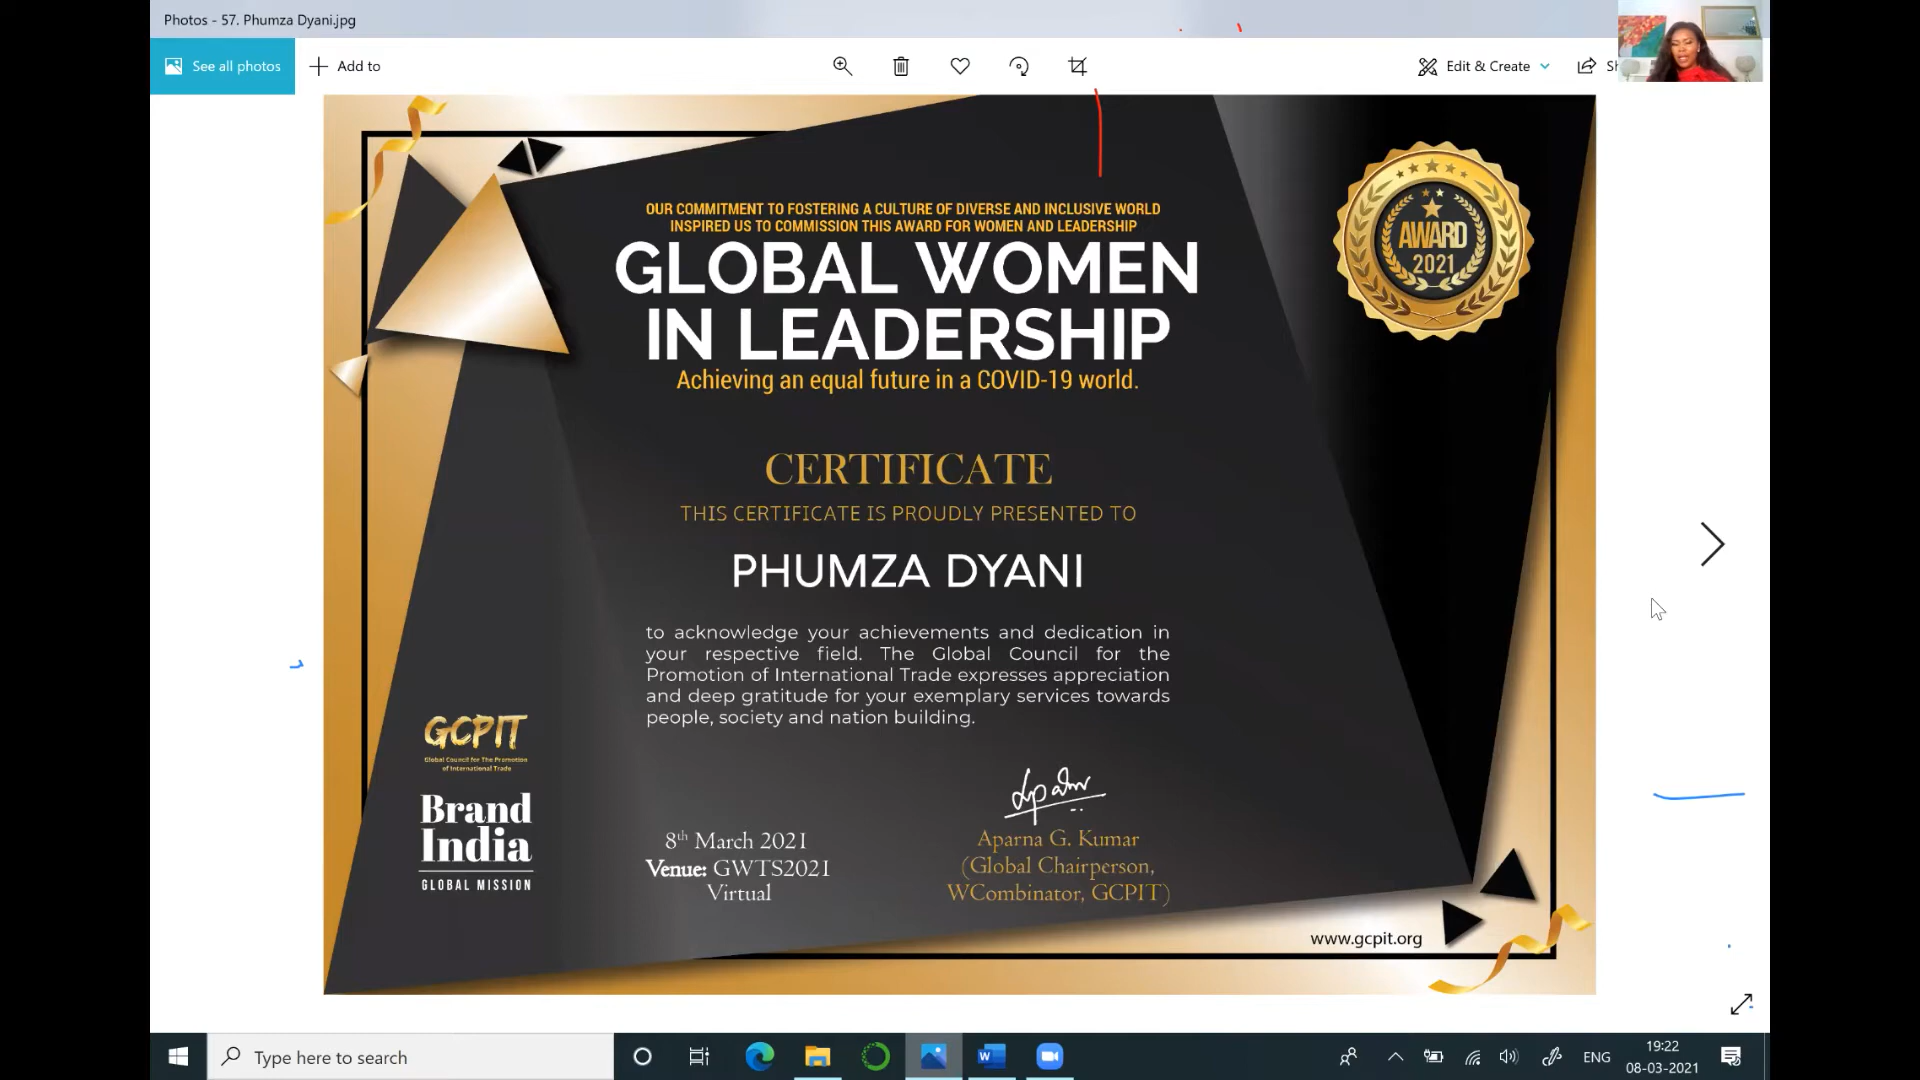 Photos - 57. Phumza Dyani.jpg
See all photos
Add to
Edit & Create
OUR COMMITMENT TO FOSTERING A CULTURE OF DIVERSE AND INCLUSIVE WORLD
INSPIRED US TO COMMISSION THIS AWARD FOR WOMEN AND LEADERSHIP
GLOBAL WOMEN
IN LEADERSHIP
Achieving an equal future in a COVID-19 world.
AWARD
2021
CERTIFICATE
THIS CERTIFICATE IS PROUDLY PRESENTED TO
PHUMZA DYANI
to acknowledge your achievements and dedication in
your respective field. The Global Council for the
Promotion of International Trade expresses appreciation
and deep gratitude for your exemplary services towards
people, society and nation building.
GCPIT
Global Council for The Promotion
of International Trade
Brand
India
GLOBAL MISSION
8th March 2021
Venue: GWTS2021
Virtual
Aparna G. Kumar
(Global Chairperson,
WCombinator, GCPIT)
www.gcpit.org
Type here to search
W
ENG
19:22
08-03-2021